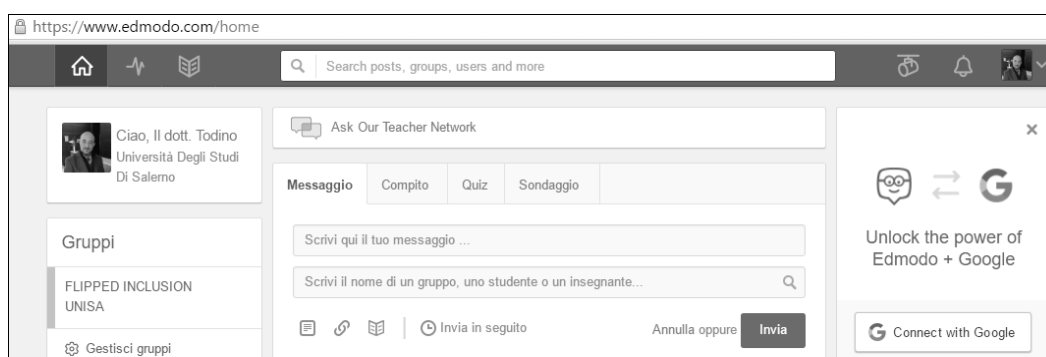 https://www.edmodo.com/home
Search posts, groups, users and more
Ciao, Il dott. Todino
Università Degli Studi
Di Salerno
Gruppi
FLIPPED INCLUSION
UNISA
Gestisci gruppi
Ask Our Teacher Network
Messaggio Compito Quiz Sondaggio
Scrivi qui il tuo messaggio ...
Scrivi il nome di un gruppo, uno studente o un insegnante...
Invia in seguito Annulla oppure Invia
Unlock the power of
Edmodo + Google
G Connect with Google